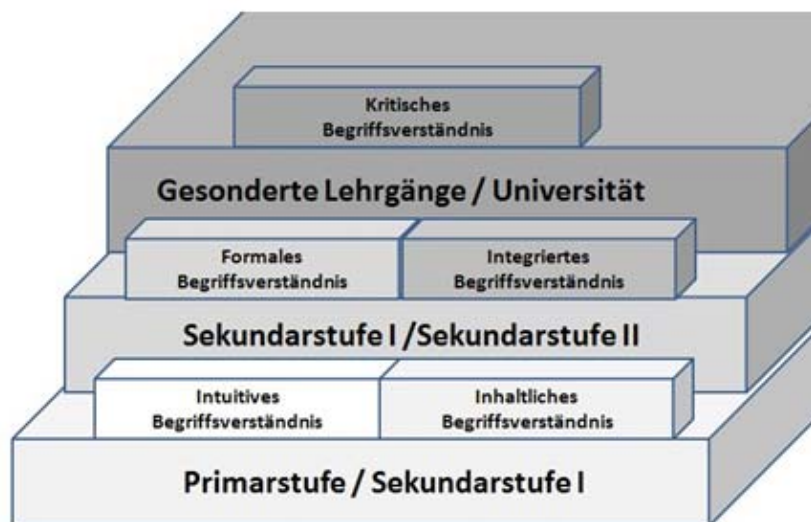 Kritisches
Begriffsverständnis
Gesonderte Lehrgänge / Universität
Formales
Begriffsverständnis
Integriertes
Begriffsverständnis
Sekundarstufe I /Sekundarstufe II
Intuitives
Begriffsverständnis
Inhaltliches
Begriffsverständnis
Primarstufe / Sekundarstufe I